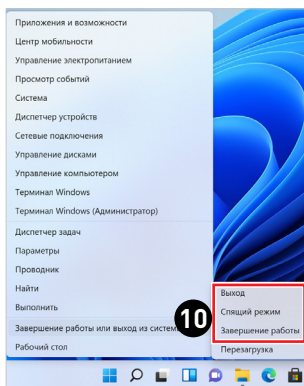 Приложения и возможности
Центр мобильности
Управление электропитанием
Просмотр событий
Система
Диспетчер устройств
Сетевые подключения
Управление дисками
Управление компьютером
Терминал Windows
Терминал Windows (Администратор)
Диспетчер задач
Параметры
Проводник
Найти
Выполнить
Завершение работы или выход из систем
Рабочий стол
10
Выход
Спящий режим
Завершение работы
Перезагрузка